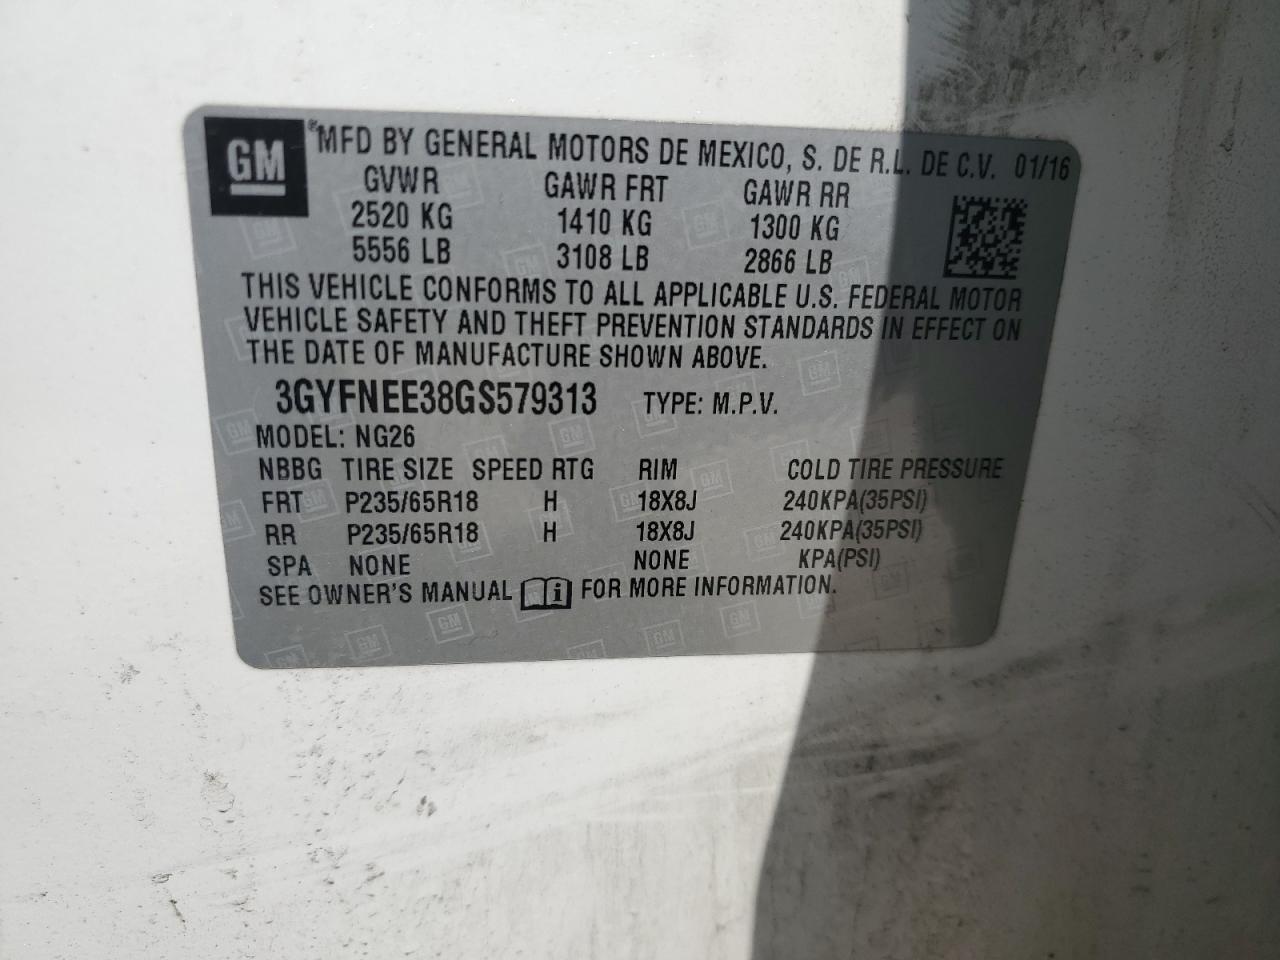 GM
® MFD BY GENERAL MOTORS DE MEXICO, S. DE R.L. DE C.V. 01/16
GVWR GAWR FRT GAWR RR
2520 KG 1410 KG 1300 KG
5556 LB 3108 LB 2866 LB
THIS VEHICLE CONFORMS TO ALL APPLICABLE U.S. FEDERAL MOTOR
VEHICLE SAFETY AND THEFT PREVENTION STANDARDS IN EFFECT ON
THE DATE OF MANUFACTURE SHOWN ABOVE.
3GYFNEE38GS579313 TYPE: M.P.V.
MODEL: NG26
NBBG TIRE SIZE SPEED RTG RIM COLD TIRE PRESSURE
FRT P235/65R18 H 18X8J 240KPA(35PSI)
RR P235/65R18 H 18X8J 240KPA(35PSI)
SPA NONE NONE KPA(PSI)
SEE OWNER'S MANUAL i FOR MORE INFORMATION.